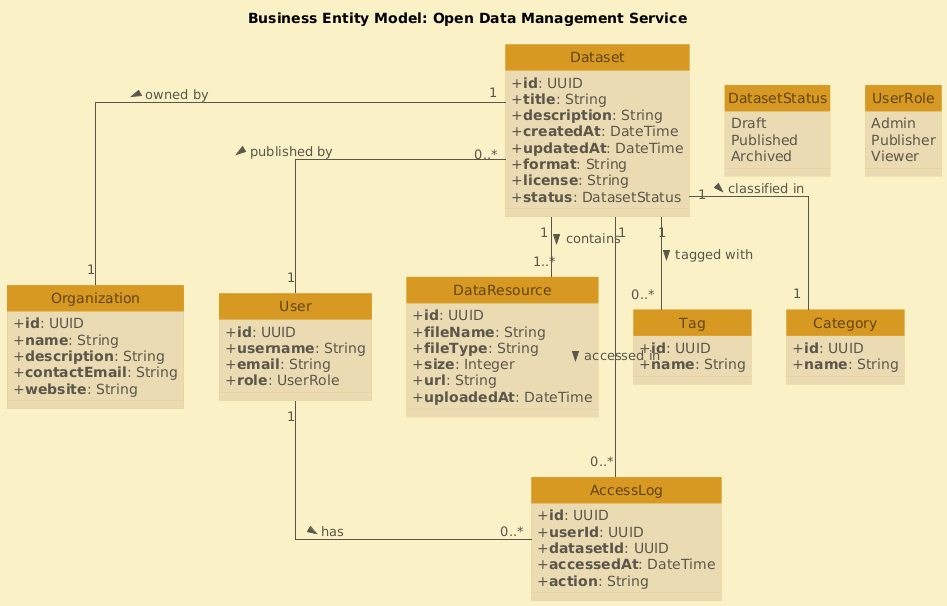 Business Entity Model: Open Data Management Service
Dataset
+id: UUID
+title: String
+description: String
+createdAt: DateTime
+updatedAt: DateTime
+format: String
+license: String
+status: DatasetStatus
DatasetStatus
Draft
Published
Archived
UserRole
Admin
Publisher
Viewer
owned by
1
1
published by
0..*
1
contains
1
1..*
1
accessed in
0..*
1
tagged with
0..*
1
classified in
1
Organization
+id: UUID
+name: String
+description: String
+contactEmail: String
+website: String
User
+id: UUID
+username: String
+email: String
+role: UserRole
DataResource
+id: UUID
+fileName: String
+fileType: String
+size: Integer
+url: String
+uploadedAt: DateTime
Tag
+id: UUID
+name: String
Category
+id: UUID
+name: String
1
has
0..*
AccessLog
+id: UUID
+userId: UUID
+datasetId: UUID
+accessedAt: DateTime
+action: String